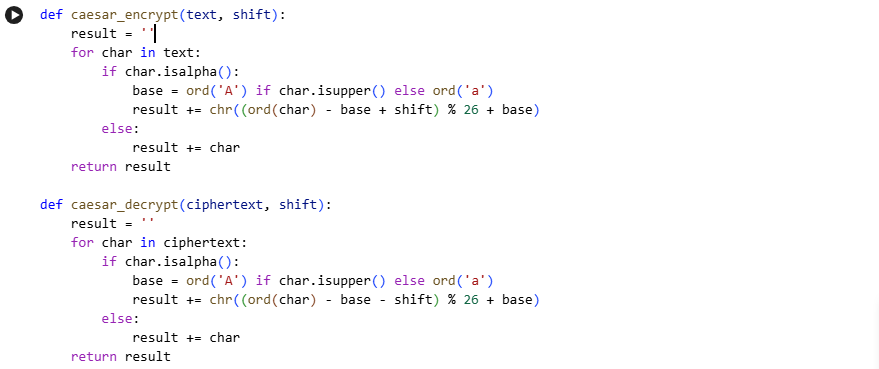 def caesar_encrypt(text, shift):
    result = ''
    for char in text:
        if char.isalpha():
            base = ord('A') if char.isupper() else ord('a')
            result += chr((ord(char) - base + shift) % 26 + base)
        else:
            result += char
    return result

def caesar_decrypt(ciphertext, shift):
    result = ''
    for char in ciphertext:
        if char.isalpha():
            base = ord('A') if char.isupper() else ord('a')
            result += chr((ord(char) - base - shift) % 26 + base)
        else:
            result += char
    return result